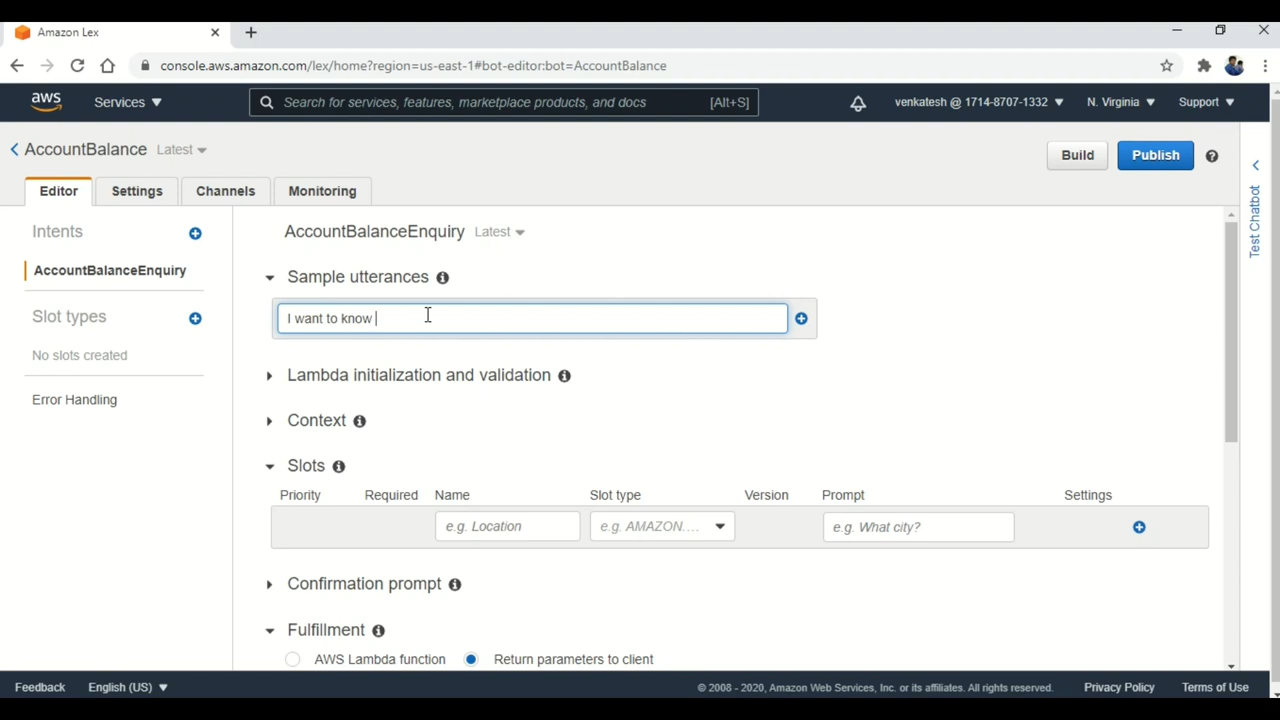 Amazon Lex
console.aws.amazon.com/lex/home?region=us-east-1#bot-editor:bot=AccountBalance
aws Services Search for services, features, marketplace products, and docs [Alt+S] venkatesh @ 1714-8707-1332 N. Virginia Support
AccountBalance Latest
Build Publish
Editor Settings Channels Monitoring
Test Chatbot
Intents
AccountBalanceEnquiry
Slot types
No slots created
Error Handling
AccountBalanceEnquiry Latest
Sample utterances
I want to know
Lambda initialization and validation
Context
Slots
Priority Required Name Slot type Version Prompt Settings
e.g. Location e.g. AMAZON.... e.g. What city?
Confirmation prompt
Fulfillment
AWS Lambda function Return parameters to client
Feedback English (US) © 2008 - 2020, Amazon Web Services, Inc. or its affiliates. All rights reserved. Privacy Policy Terms of Use